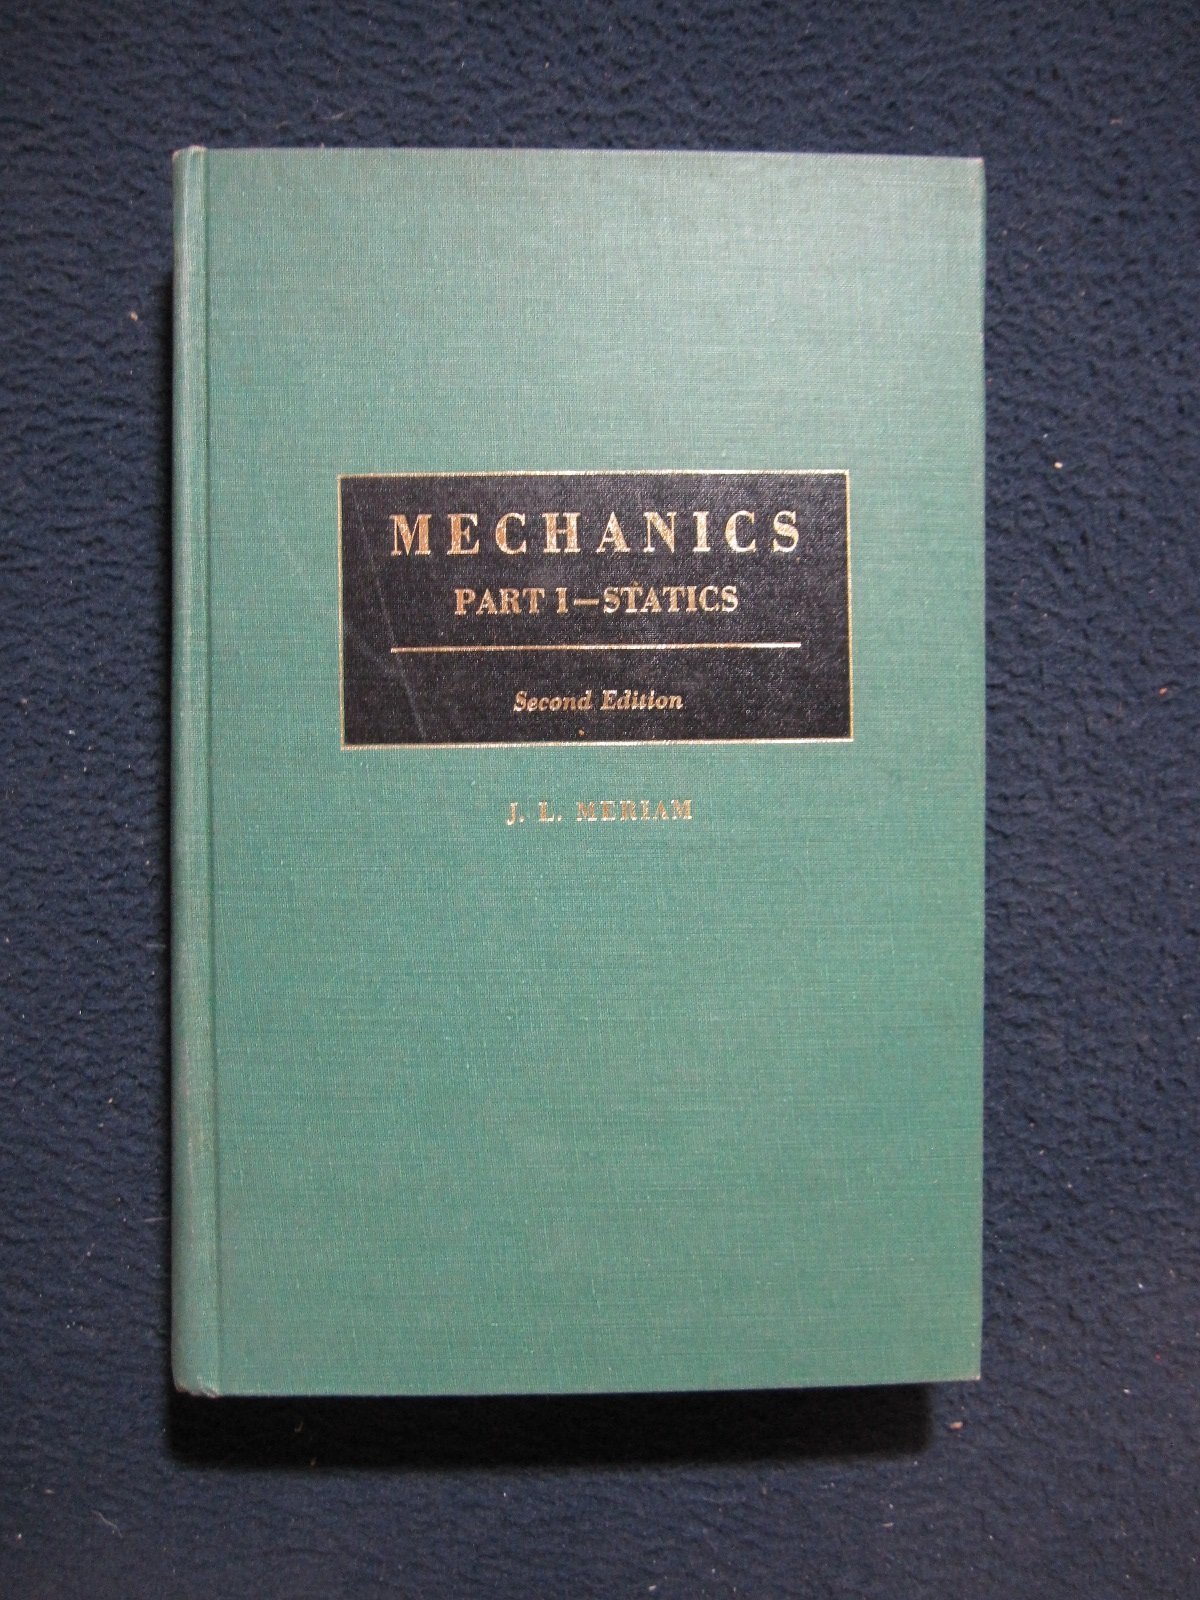 MECHANICS
PART I—STATICS
Second Edition
J. L. MERIAM